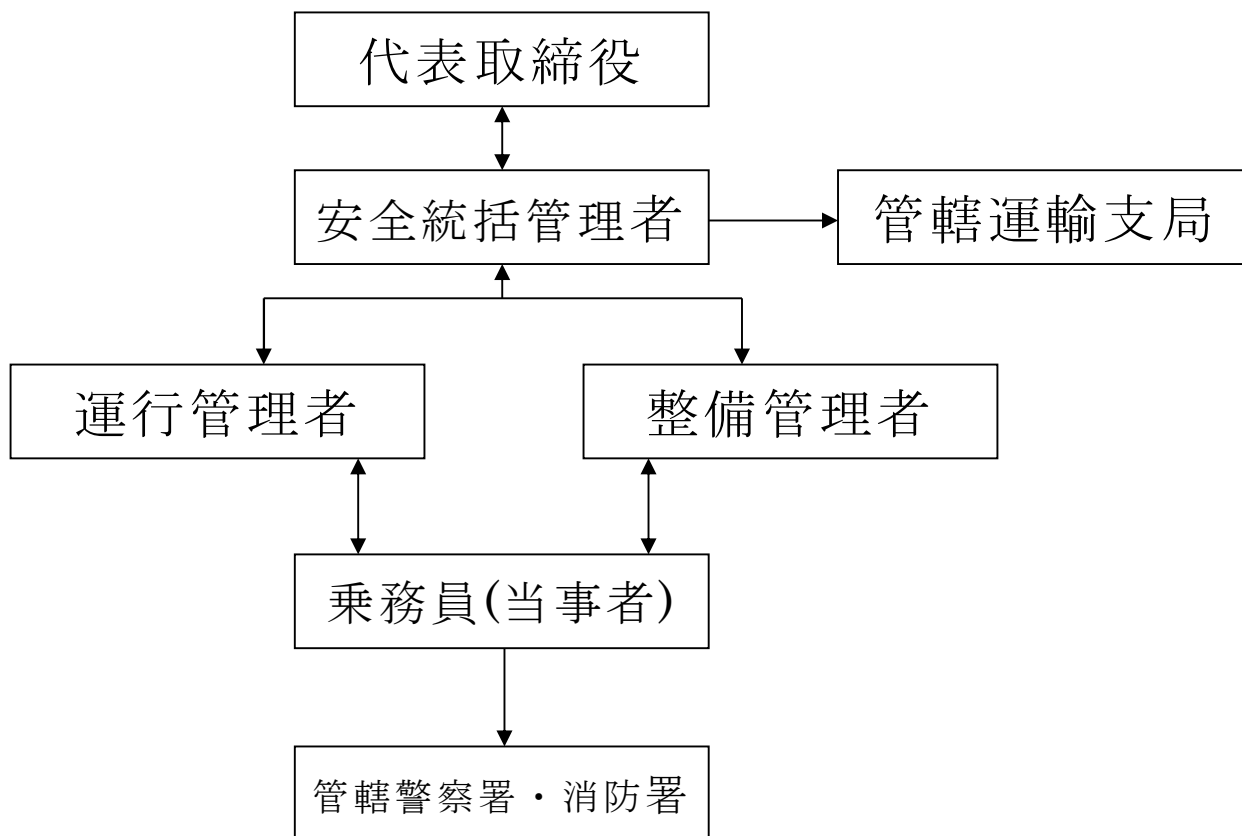 代表取締役
安全統括管理者
管轄運輸支局
運行管理者
整備管理者
乗務員(当事者)
管轄警察署・消防署